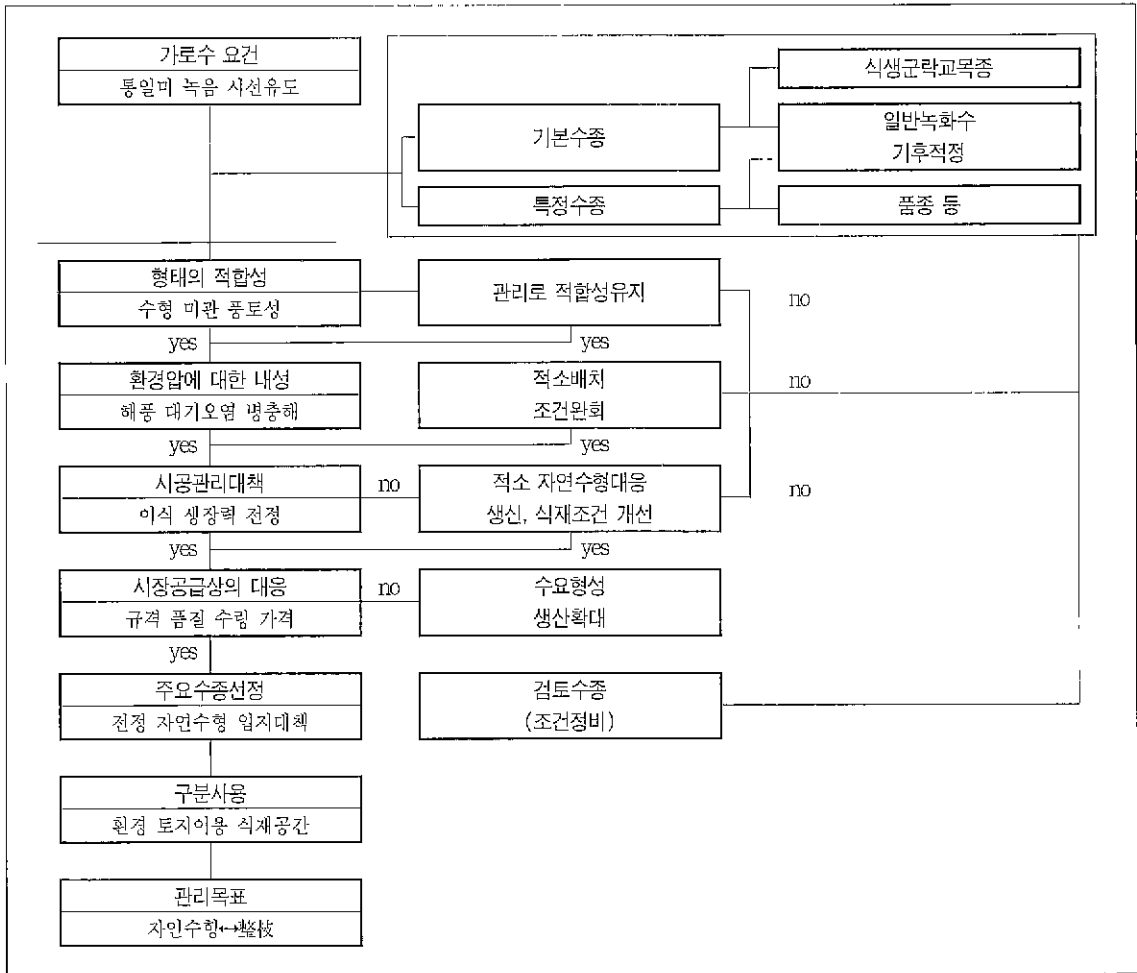 가로수 요건
통일미 녹음 시선유도
식생군락교목종
기본수종
일반녹화수
기후적정
특정수종
품종 등
형태의 적합성
수형 미관 풍토성
관리로 적합성유지
no
yes
yes
환경압에 대한 내성
해풍 대기오염 병충해
적소배치
조건완회
no
yes
yes
시공관리대책
이식 생장력 전정
no
적소 자연수형대응
생신, 식재조건 개선
no
yes
yes
시장공급상의 대응
규격 품질 수량 가격
no
수요형성
생산확대
yes
주요수종선정
전정 자연수형 입지대책
검토수종
(조건정비)
구분사용
환경 토지이용 식재공간
관리목표
자연수형↔整枝